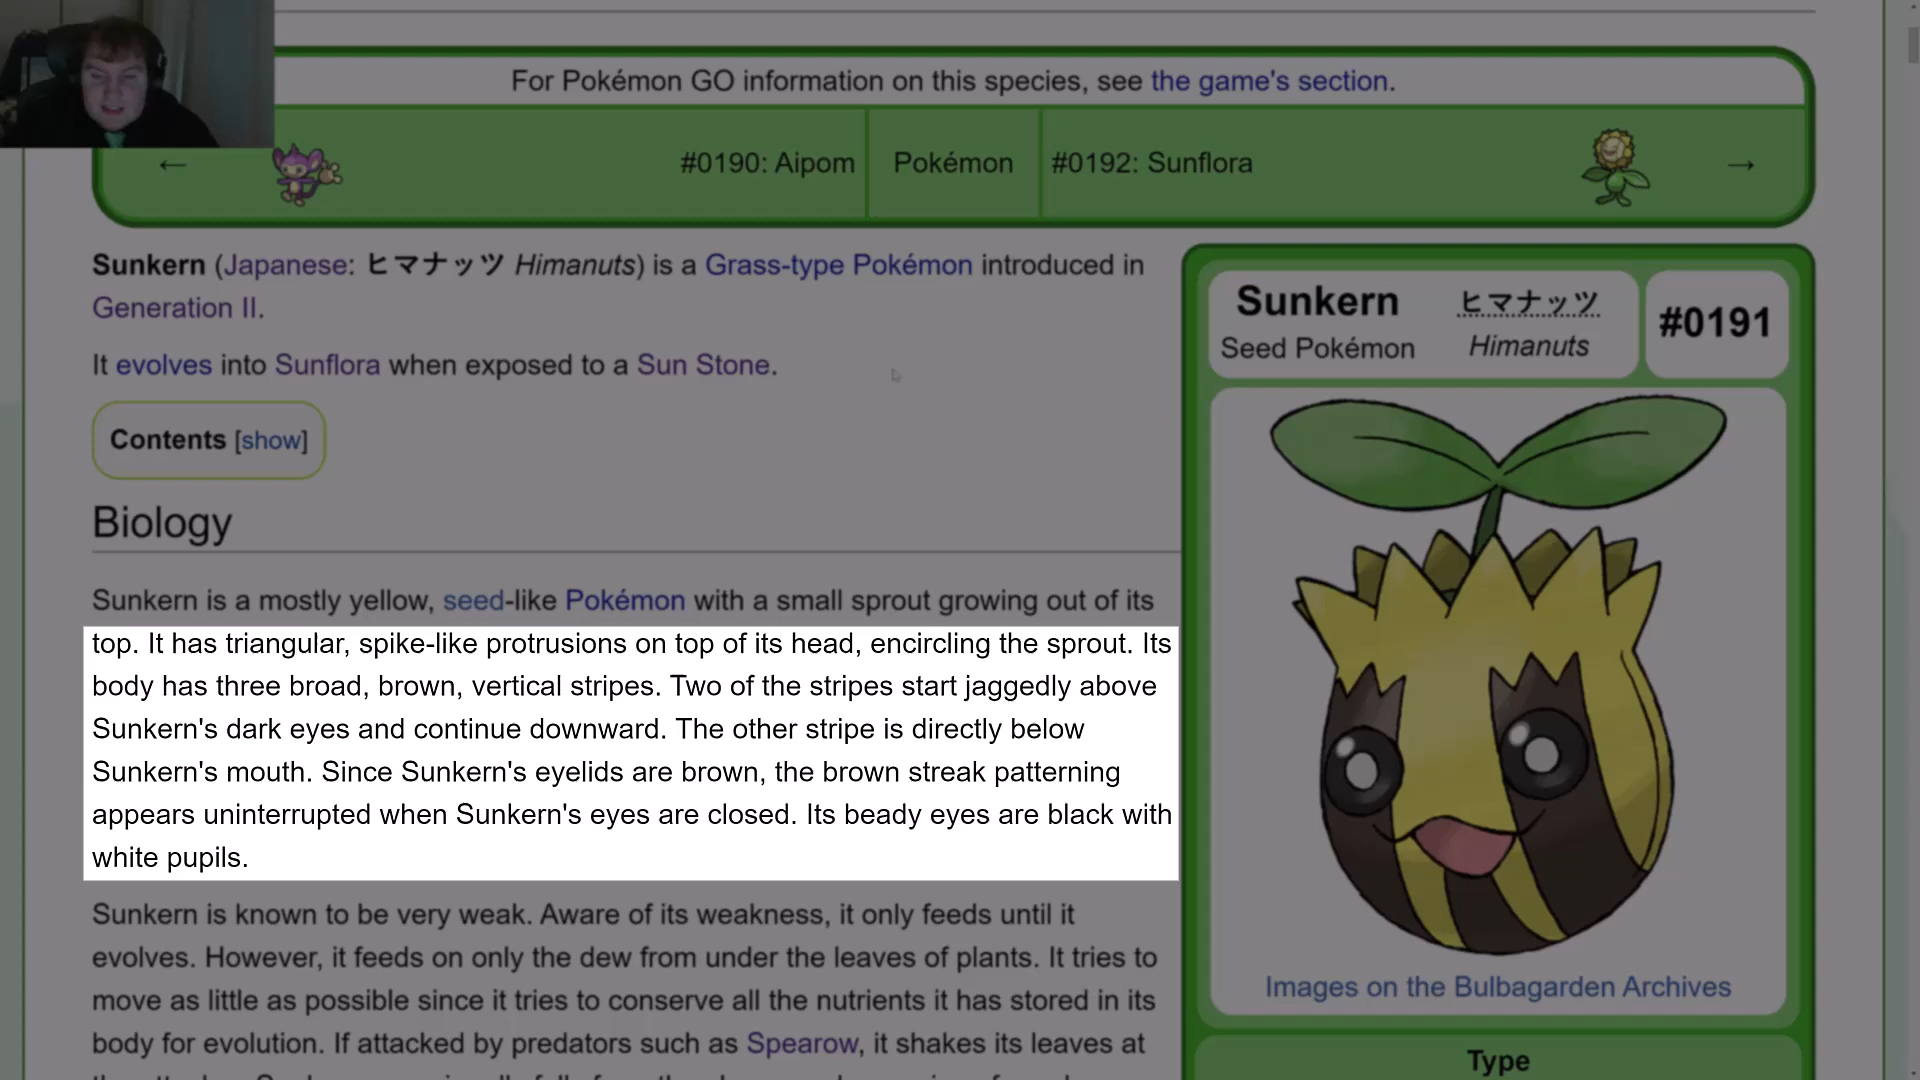 For Pokémon GO information on this species, see the game's section.
← #0190: Aipom Pokémon #0192: Sunflora →
Sunkern (Japanese: ヒマナッツ Himanuts) is a Grass-type Pokémon introduced in
Generation II.
It evolves into Sunflora when exposed to a Sun Stone.
Contents [show]
Biology
Sunkern is a mostly yellow, seed-like Pokémon with a small sprout growing out of its
top. It has triangular, spike-like protrusions on top of its head, encircling the sprout. Its
body has three broad, brown, vertical stripes. Two of the stripes start jaggedly above
Sunkern's dark eyes and continue downward. The other stripe is directly below
Sunkern's mouth. Since Sunkern's eyelids are brown, the brown streak patterning
appears uninterrupted when Sunkern's eyes are closed. Its beady eyes are black with
white pupils.
Sunkern is known to be very weak. Aware of its weakness, it only feeds until it
evolves. However, it feeds on only the dew from under the leaves of plants. It tries to
move as little as possible since it tries to conserve all the nutrients it has stored in its
body for evolution. If attacked by predators such as Spearow, it shakes its leaves at
Sunkern ヒマナッツ #0191
Seed Pokémon Himanuts
Images on the Bulbagarden Archives
Type